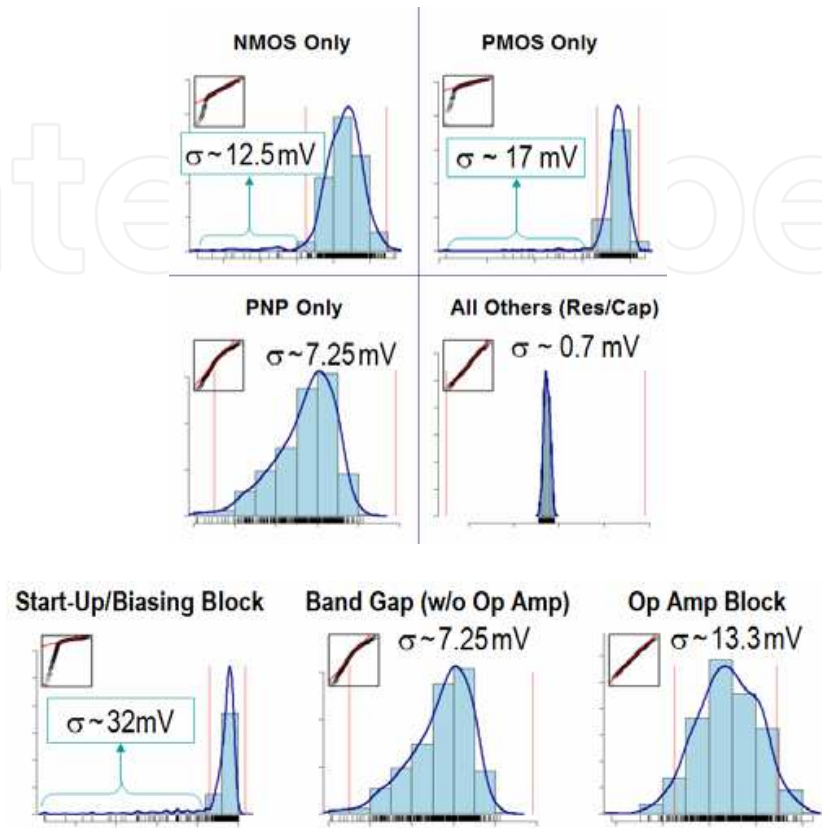 NMOS Only
PMOS Only
σ~12.5mV
σ ~ 17 mV
PNP Only
All Others (Res/Cap)
σ~7.25mV
σ ~ 0.7 mV
Start-Up/Biasing Block
Band Gap (w/o Op Amp)
Op Amp Block
σ~7.25mV
σ~13.3mV
σ~32mV